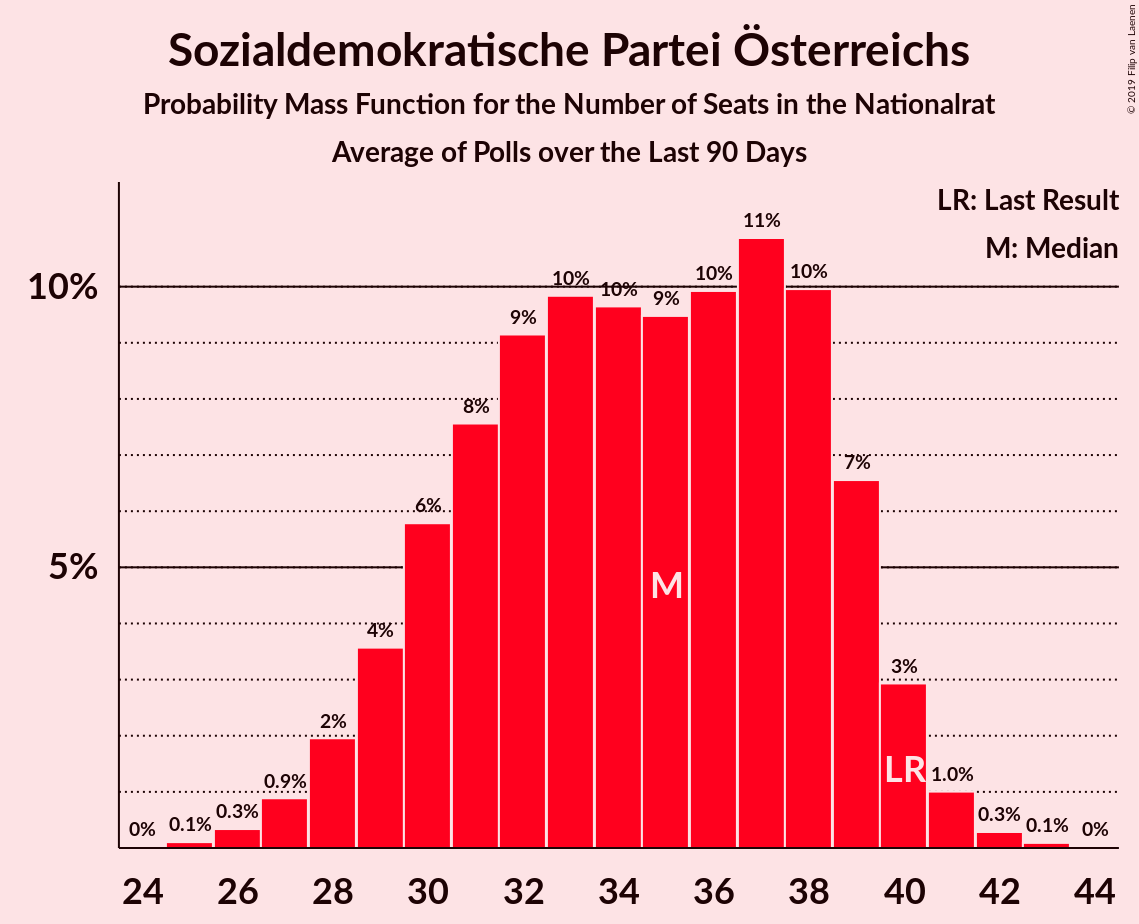 Sozialdemokratische Partei Österreichs
Probability Mass Function for the Number of Seats in the Nationalrat
Average of Polls over the Last 90 Days
© 2019 Filip van Laenen
LR: Last Result
M: Median
10%
5%
0%
0.1%
0.3%
0.9%
2%
4%
6%
8%
9%
10%
10%
9%
10%
11%
10%
7%
3%
1.0%
0.3%
0.1%
0%
M
LR
24 26 28 30 32 34 36 38 40 42 44